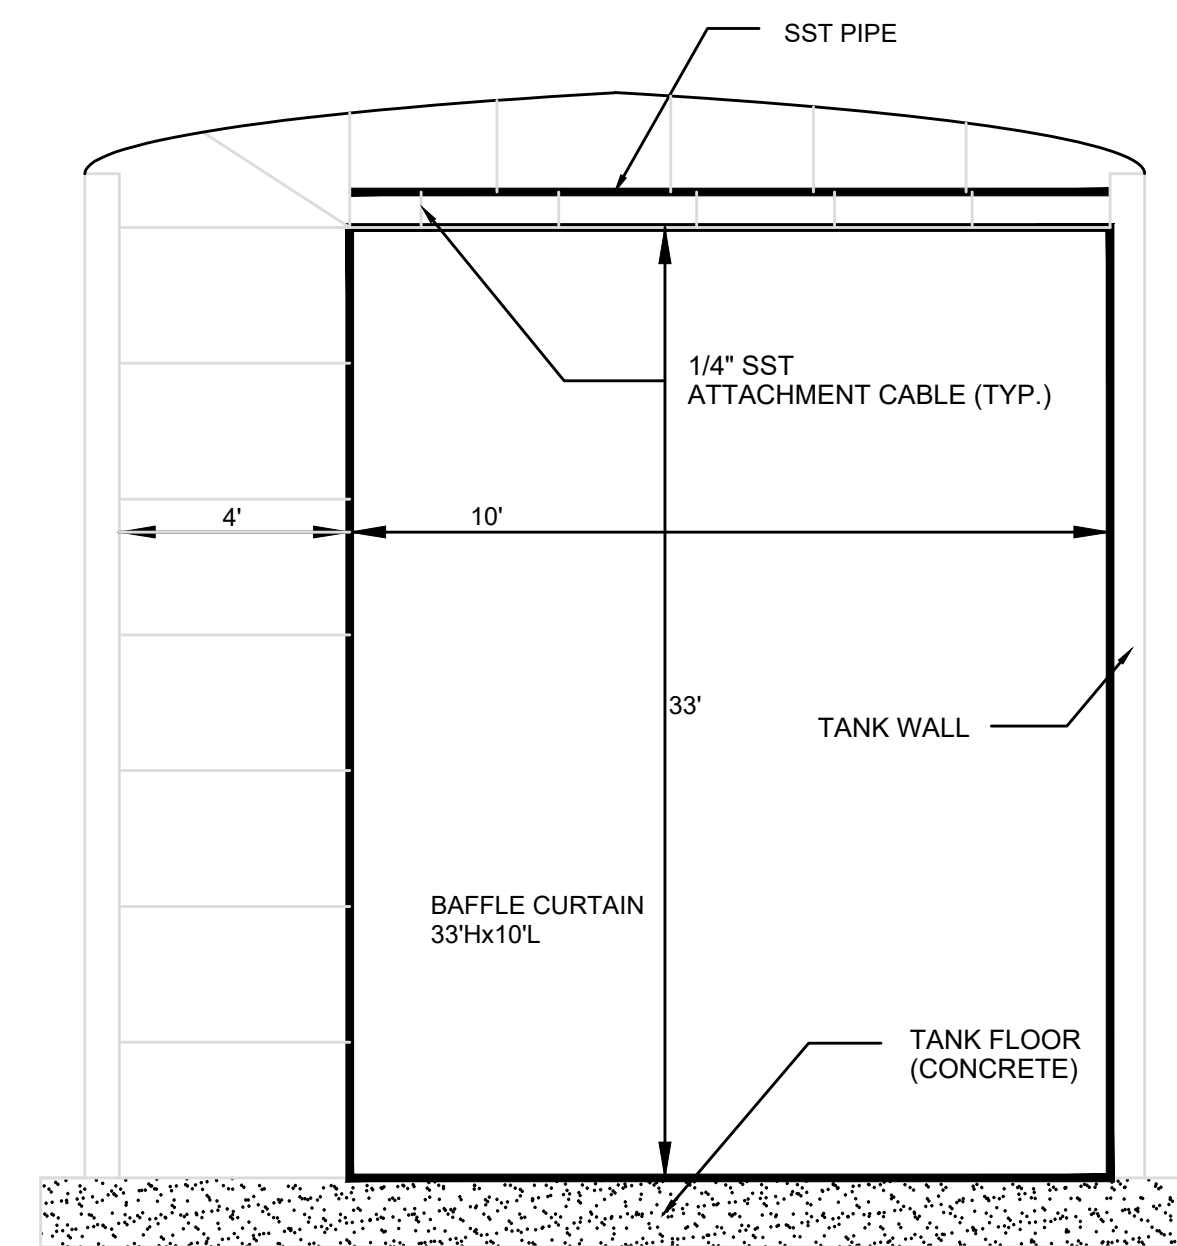 SST PIPE
1/4" SST
ATTACHMENT CABLE (TYP.)
4'
10'
33'
TANK WALL
BAFFLE CURTAIN
33'Hx10'L
TANK FLOOR
(CONCRETE)